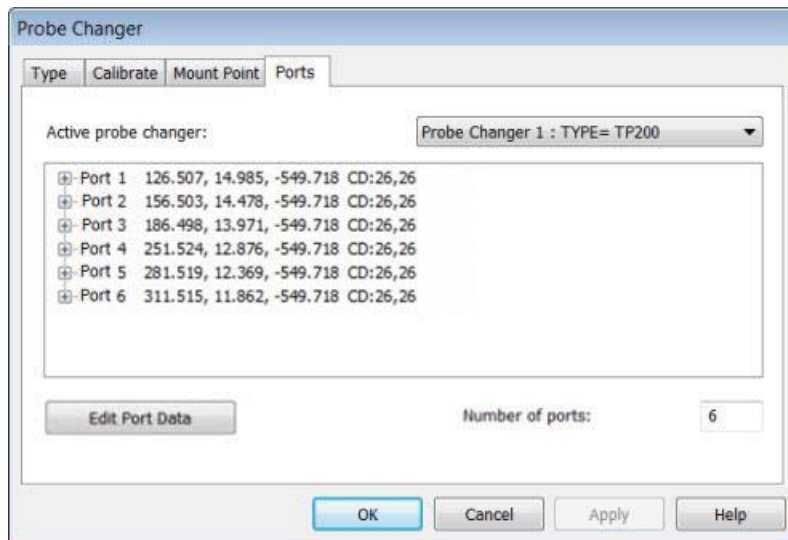 Probe Changer
Type Calibrate Mount Point Ports
Active probe changer: Probe Changer 1 : TYPE= TP200
Port 1 126.507, 14.985, -549.718 CD:26,26
Port 2 156.503, 14.478, -549.718 CD:26,26
Port 3 186.498, 13.971, -549.718 CD:26,26
Port 4 251.524, 12.876, -549.718 CD:26,26
Port 5 281.519, 12.369, -549.718 CD:26,26
Port 6 311.515, 11.862, -549.718 CD:26,26
Edit Port Data Number of ports: 6
OK Cancel Apply Help